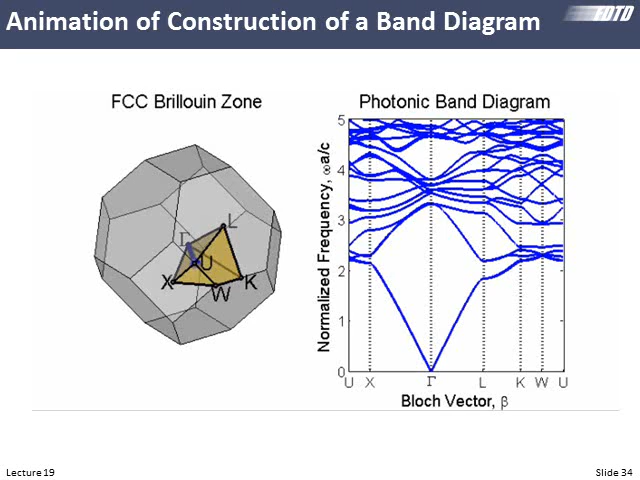 Animation of Construction of a Band Diagram
FDTD
FCC Brillouin Zone
Γ
L
U
X
K
W
Photonic Band Diagram
Normalized Frequency, ωa/c
5
4
3
2
1
0
U X Γ L K W U
Bloch Vector, β
Lecture 19
Slide 34